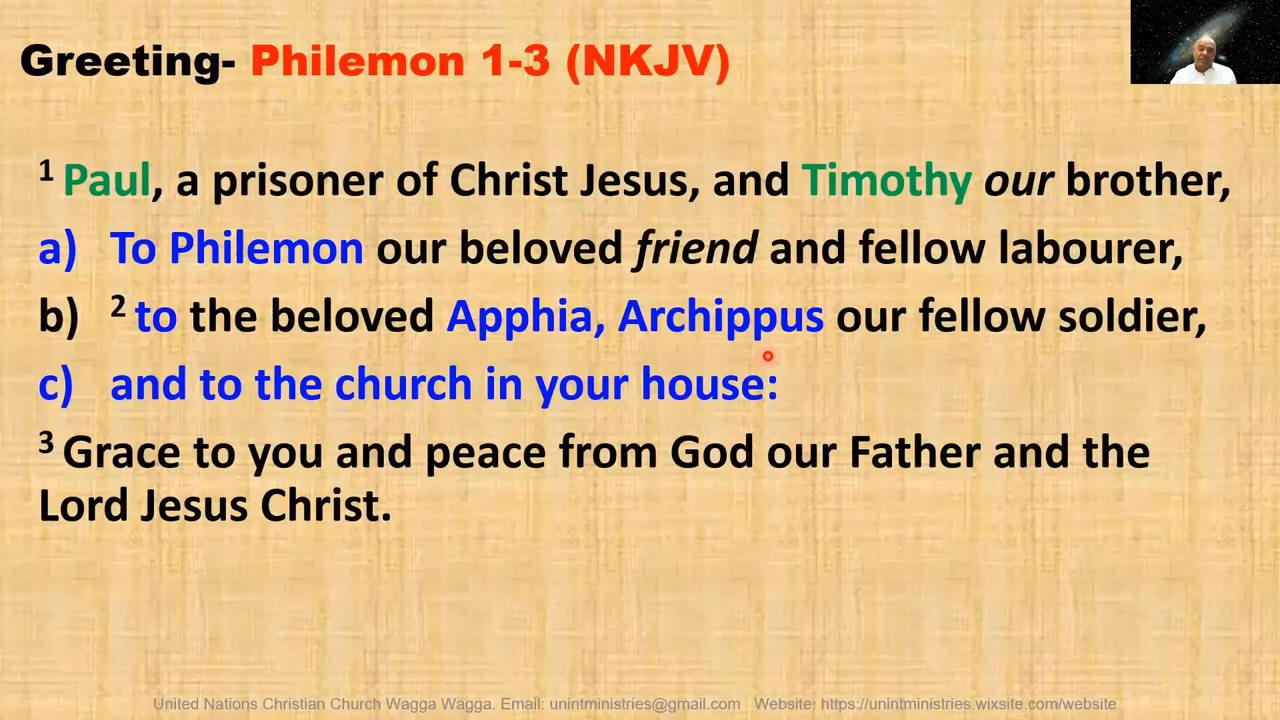 Greeting- Philemon 1-3 (NKJV)
1 Paul, a prisoner of Christ Jesus, and Timothy our brother,
a) To Philemon our beloved friend and fellow labourer,
b) 2 to the beloved Apphia, Archippus our fellow soldier,
c) and to the church in your house:
3 Grace to you and peace from God our Father and the
Lord Jesus Christ.
United Nations Christian Church Wagga Wagga. Email: unintministries@gmail.com Website: https://unintministries.wixsite.com/website